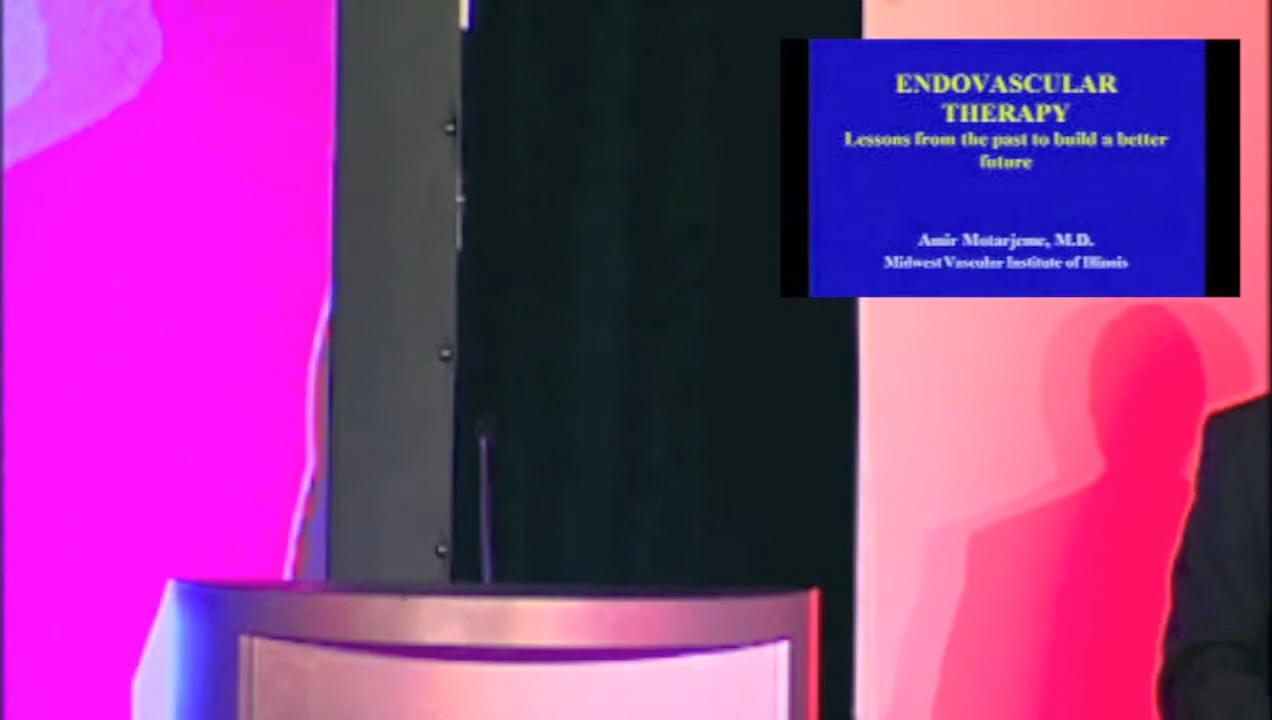 ENDOVASCULAR
THERAPY
Lessons from the past to build a better
future
Amir Motarjeme, M.D.
Midwest Vascular Institute of Illinois